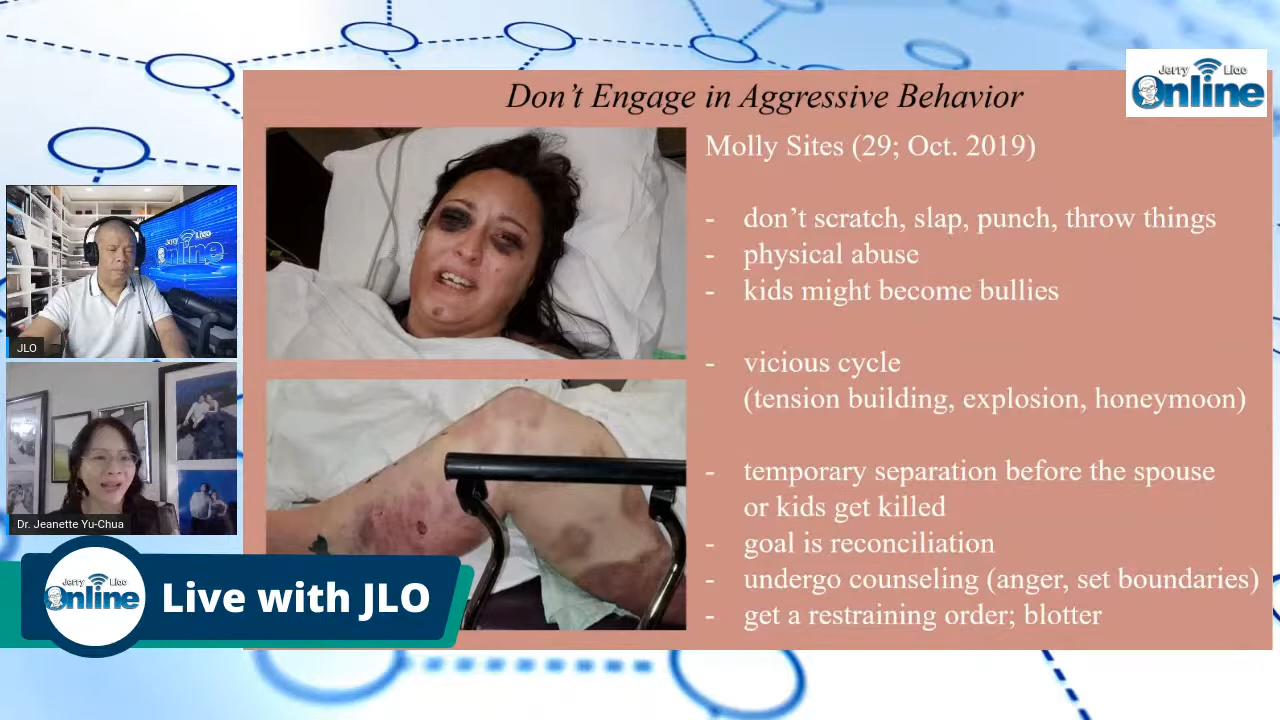 Don't Engage in Aggressive Behavior
Jerry Liao
Online
Molly Sites (29; Oct. 2019)
- don't scratch, slap, punch, throw things
- physical abuse
- kids might become bullies
- vicious cycle
(tension building, explosion, honeymoon)
- temporary separation before the spouse
or kids get killed
- goal is reconciliation
- undergo counseling (anger, set boundaries)
- get a restraining order; blotter
Jerry Liao
Online
JLO
Dr. Jeanette Yu-Chua
Jerry Liao
Online
Live with JLO